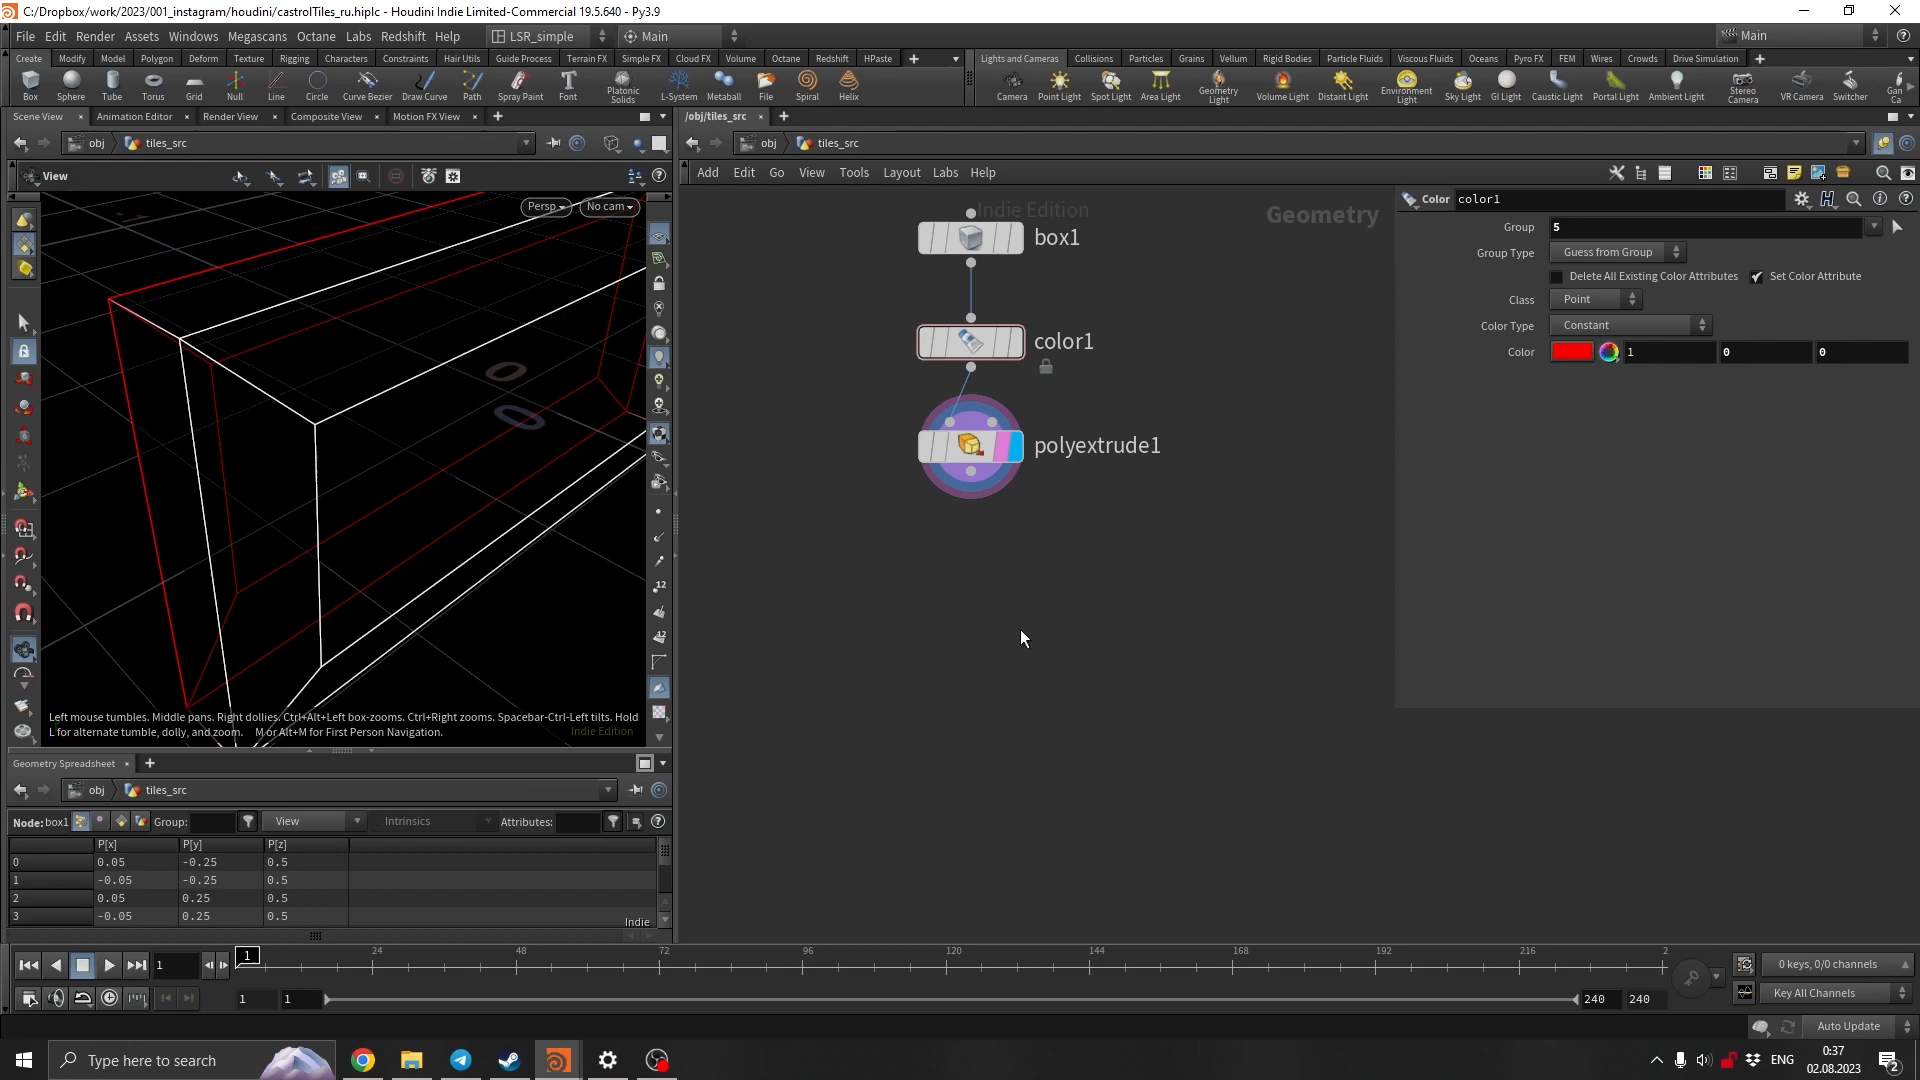 C:/Dropbox/work/2023/001_instagram/houdini/castrolTiles_ru.hiplc - Houdini Indie Limited-Commercial 19.5.640 - Py3.9
File Edit Render Assets Windows Megascans Octane Labs Redshift Help LSR_simple Main Main
Create Modify Model Polygon Deform Texture Rigging Characters Constraints Hair Utils Guide Process Terrain FX Simple FX Cloud FX Volume Octane Redshift HPaste Lights and Cameras Collisions Particles Grains Vellum Rigid Bodies Particle Fluids Viscous Fluids Oceans Pyro FX FEM Wires Crowds Drive Simulation
Box Sphere Tube Torus Grid Null Line Circle Curve Bezier Draw Curve Path Spray Paint Font Platonic Solids L-System Metaball File Spiral Helix Camera Point Light Spot Light Area Light Geometry Light Volume Light Distant Light Environment Light Sky Light GI Light Caustic Light Portal Light Ambient Light Stereo Camera VR Camera Switcher
Scene View Animation Editor Render View Composite View Motion FX View /obj/tiles_src
obj tiles_src obj tiles_src
View Add Edit Go View Tools Layout Labs Help
Persp No cam
Indie Edition
Geometry
box1
color1
polyextrude1
Color color1
Group 5
Group Type Guess from Group
Delete All Existing Color Attributes Set Color Attribute
Class Point
Color Type Constant
Color 1 0 0
0
0
-1
Left mouse tumbles. Middle pans. Right dollies. Ctrl+Alt+Left box-zooms. Ctrl+Right zooms. Spacebar-Ctrl-Left tilts. Hold
L for alternate tumble, dolly, and zoom. M or Alt+M for First Person Navigation. Indie Edition
Geometry Spreadsheet
obj tiles_src
Node: box1 Group: View Intrinsics Attributes:
P[x] P[y] P[z]
0 0.05 -0.25 0.5
1 -0.05 -0.25 0.5
2 0.05 0.25 0.5
3 -0.05 0.25 0.5
Indie
1 1 24 48 72 96 120 144 168 192 216 2
0 keys, 0/0 channels
1 1 240 240 Key All Channels
Auto Update
Type here to search
ENG
0:37
02.08.2023
2